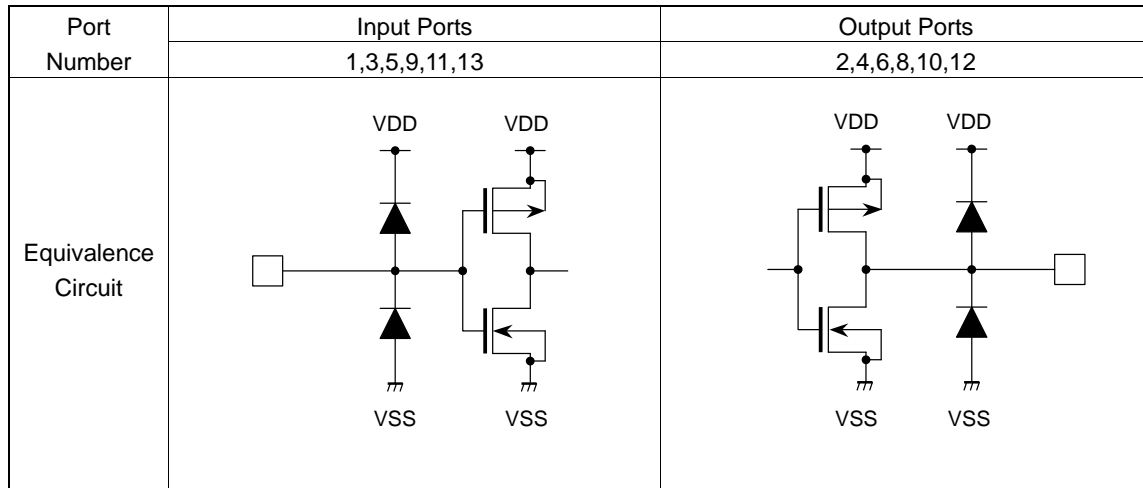 Port
Number
Input Ports
Output Ports
1,3,5,9,11,13
2,4,6,8,10,12
Equivalence
Circuit
VDD
VDD
VSS
VSS
VDD
VDD
VSS
VSS